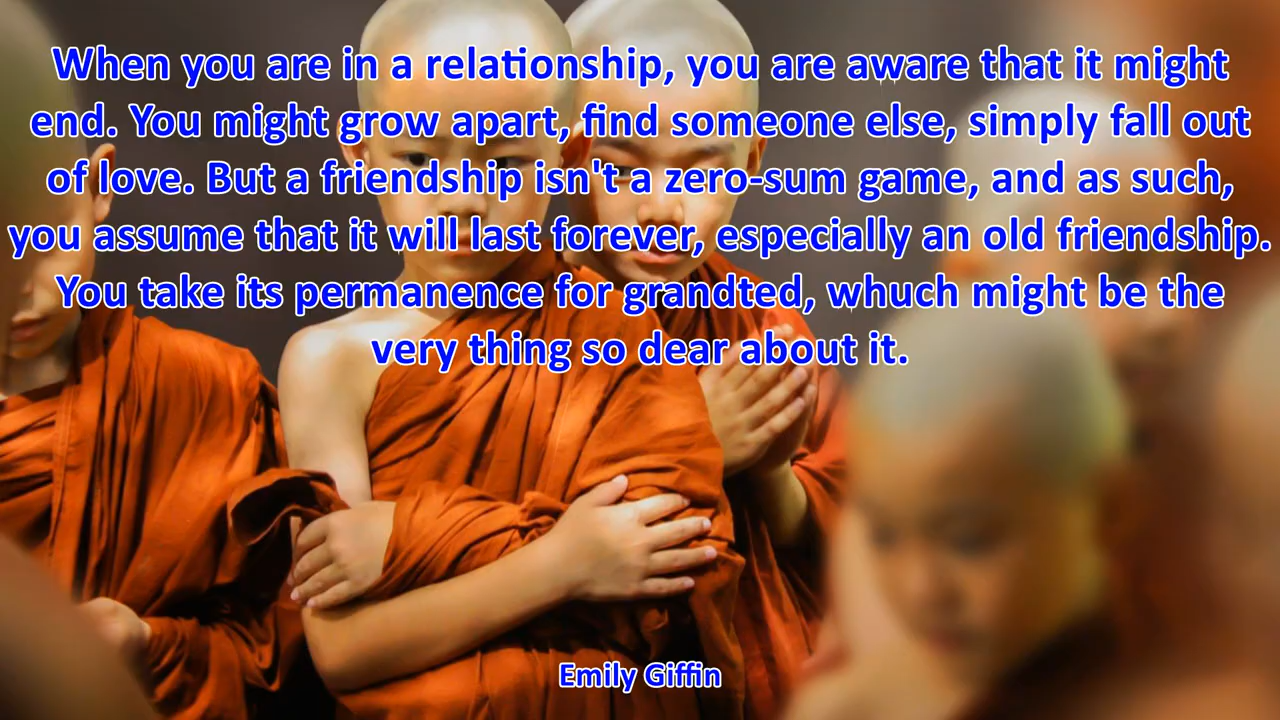 When you are in a relationship, you are aware that it might
end. You might grow apart, find someone else, simply fall out
of love. But a friendship isn't a zero-sum game, and as such,
you assume that it will last forever, especially an old friendship.
You take its permanence for grandted, whuch might be the
very thing so dear about it.
Emily Giffin